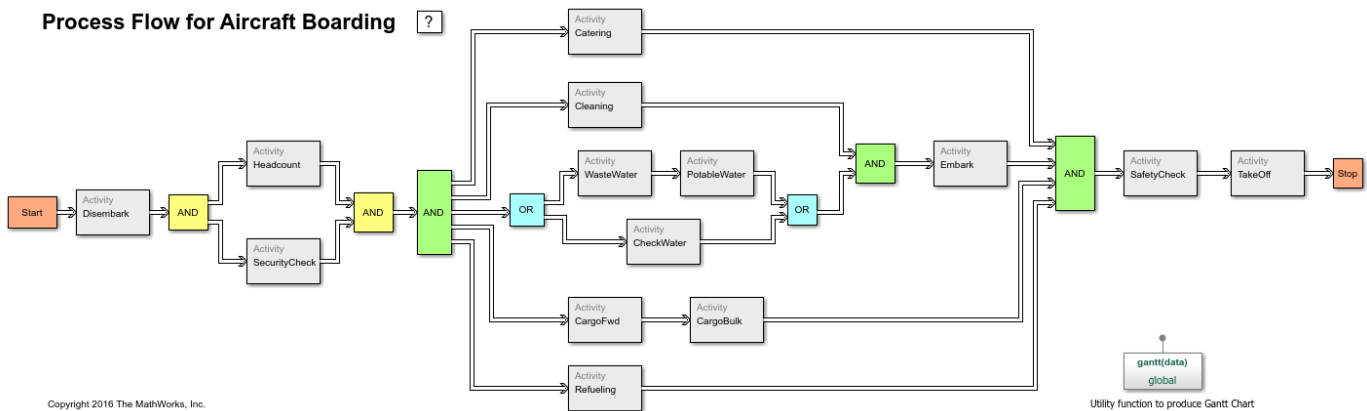 Process Flow for Aircraft Boarding
?
Activity
Catering
Activity
Cleaning
Activity
Headcount
Activity
WasteWater
Activity
PotableWater
AND
Activity
Embark
AND
Activity
SafetyCheck
Activity
TakeOff
Stop
Start
Activity
Disembark
AND
AND
AND
OR
OR
Activity
SecurityCheck
Activity
CheckWater
Activity
CargoFwd
Activity
CargoBulk
Activity
Refueling
gantt(data)
global
Utility function to produce Gantt Chart
Copyright 2016 The MathWorks, Inc.